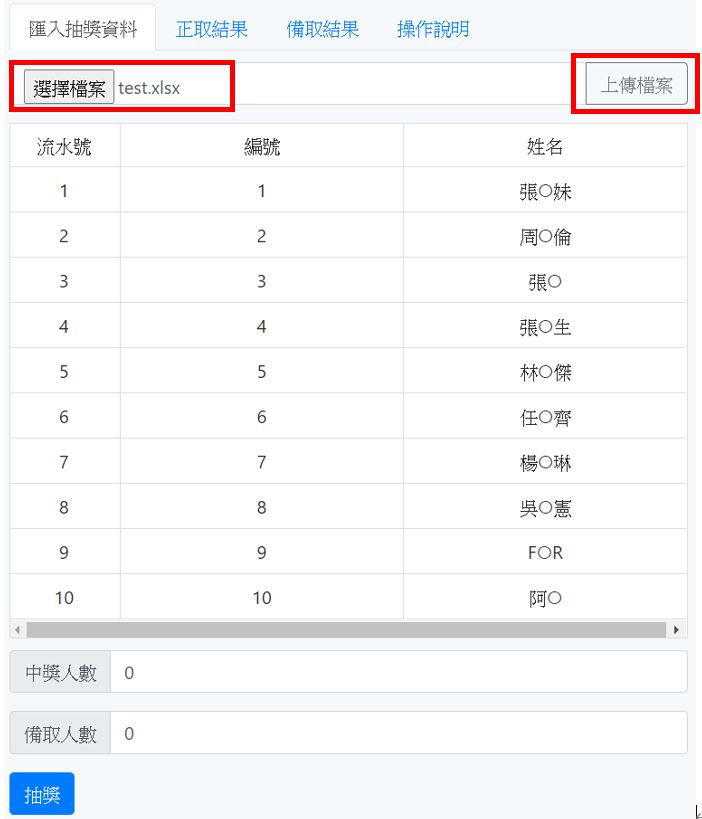 匯入抽獎資料 正取結果 備取結果 操作說明
選擇檔案 test.xlsx 上傳檔案
流水號 編號 姓名
1 1 張○妹
2 2 周○倫
3 3 張○
4 4 張○生
5 5 林○傑
6 6 任○齊
7 7 楊○琳
8 8 吳○憲
9 9 F○R
10 10 阿○
中獎人數 0
備取人數 0
抽獎